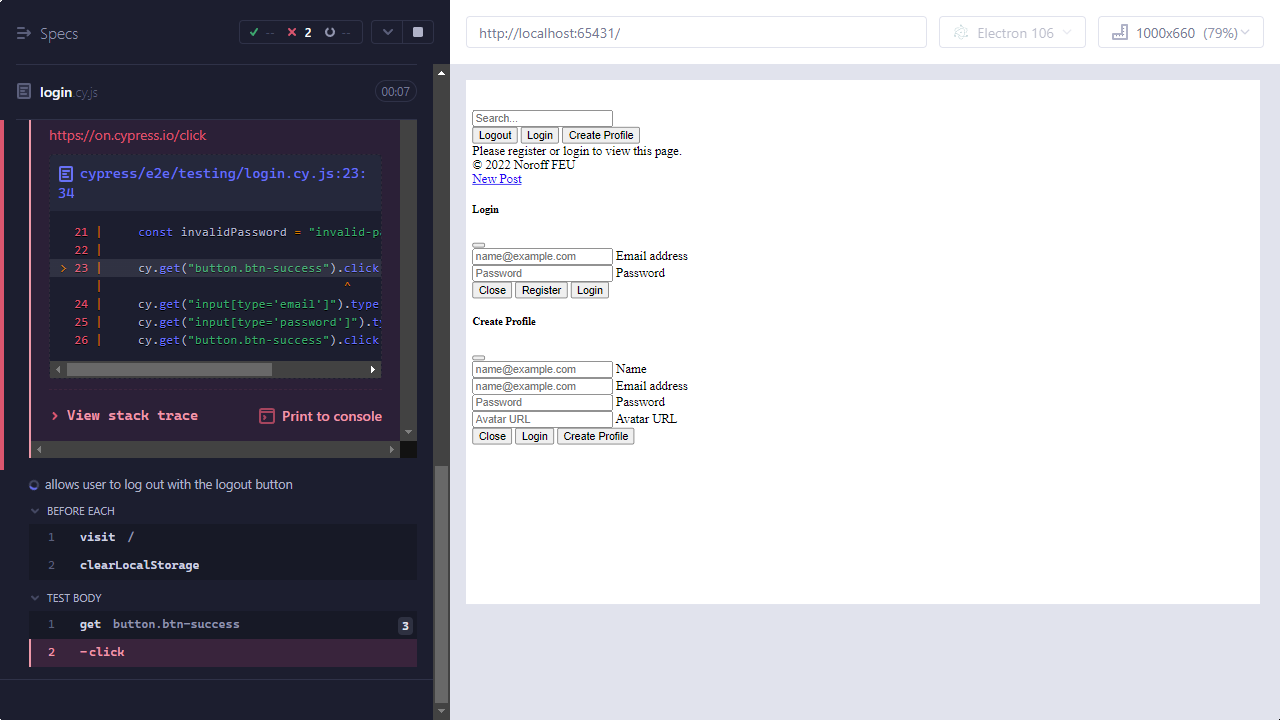 Specs
-- 2 --
login.cy.js
00:07
https://on.cypress.io/click
cypress/e2e/testing/login.cy.js:23:
34
21 | const invalidPassword = "invalid-pa
22 |
> 23 | cy.get("button.btn-success").click
| ^
24 | cy.get("input[type='email']").type
25 | cy.get("input[type='password']").ty
26 | cy.get("button.btn-success").click
> View stack trace
Print to console
allows user to log out with the logout button
BEFORE EACH
1 visit /
2 clearLocalStorage
TEST BODY
1 get button.btn-success 3
2 -click
http://localhost:65431/
Electron 106
1000x660 (79%)
Search...
Logout Login Create Profile
Please register or login to view this page.
© 2022 Noroff FEU
New Post
Login
name@example.com Email address
Password Password
Close Register Login
Create Profile
name@example.com Name
name@example.com Email address
Password Password
Avatar URL Avatar URL
Close Login Create Profile